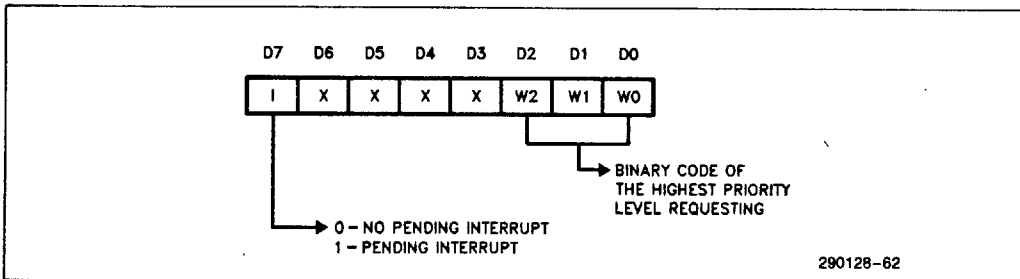 D7 D6 D5 D4 D3 D2 D1 D0
I X X X X W2 W1 W0
BINARY CODE OF
THE HIGHEST PRIORITY
LEVEL REQUESTING
0 – NO PENDING INTERRUPT
1 – PENDING INTERRUPT
290128–62